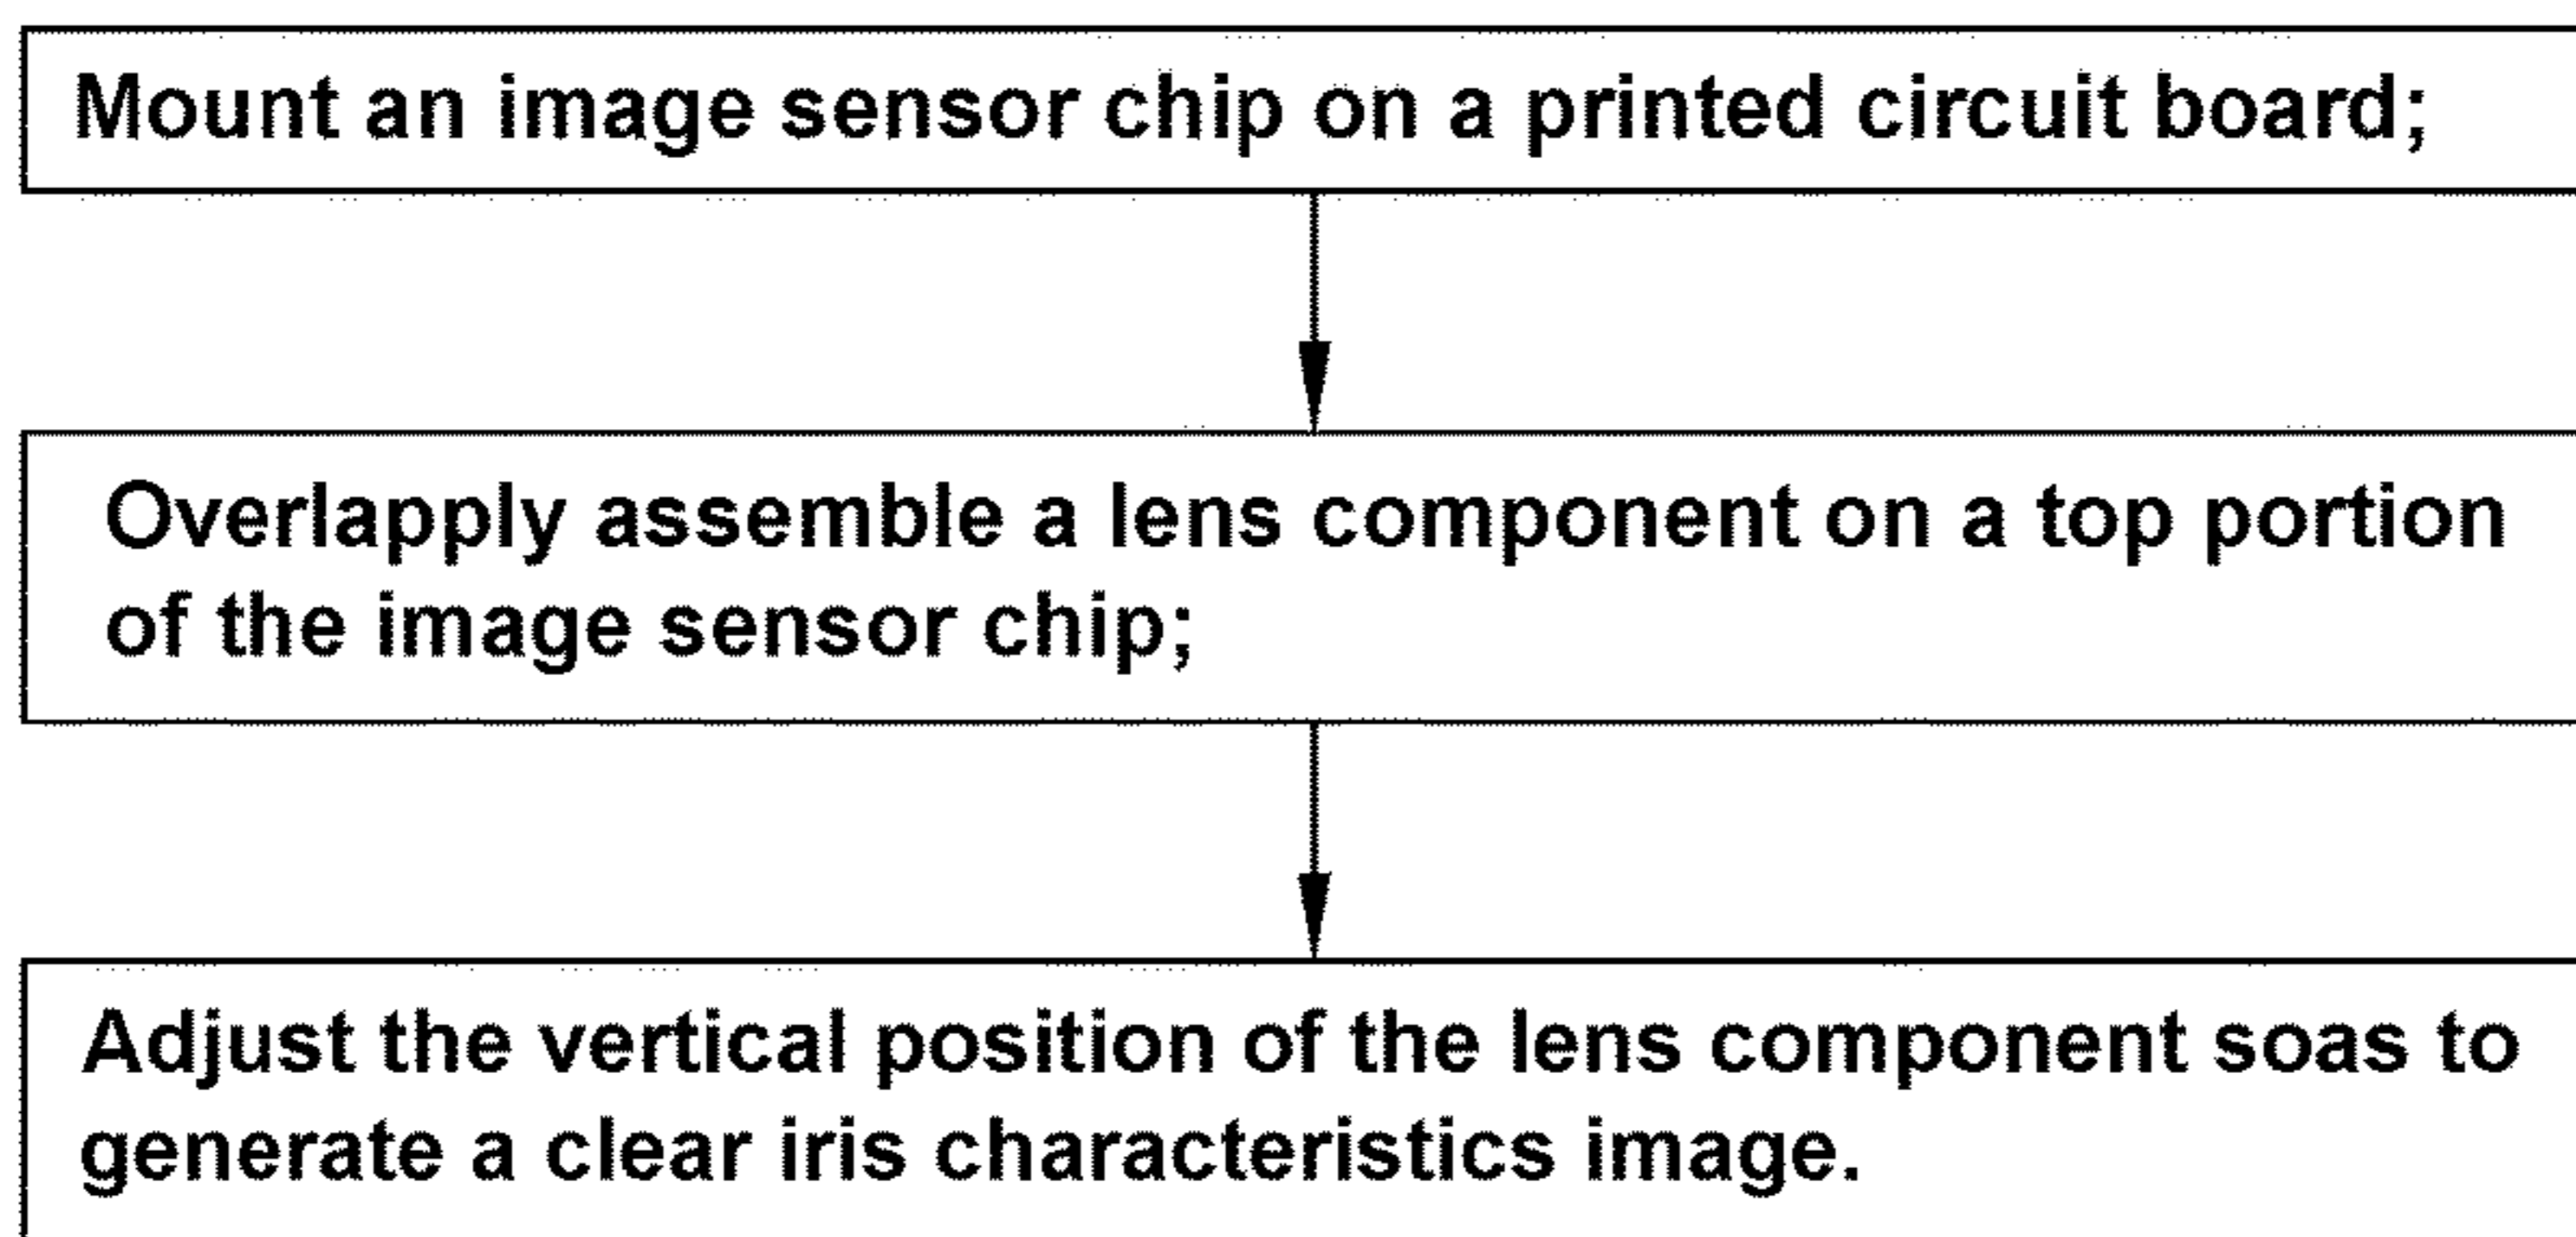 Mount an image sensor chip on a printed circuit board;
Overlapply assemble a lens component on a top portion
of the image sensor chip;
Adjust the vertical position of the lens component soas to
generate a clear iris characteristics image.